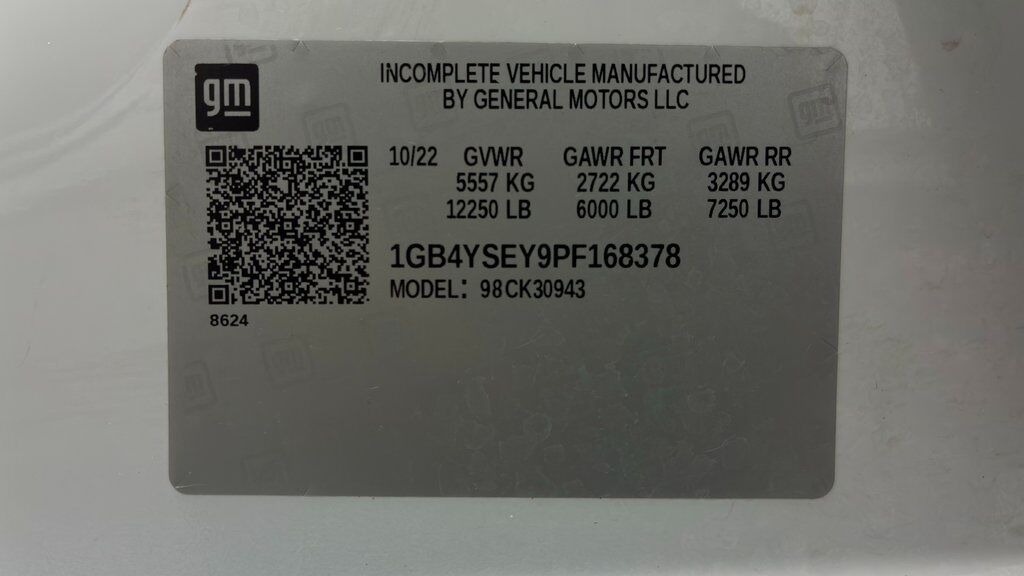 gm
INCOMPLETE VEHICLE MANUFACTURED
BY GENERAL MOTORS LLC
10/22 GVWR GAWR FRT GAWR RR
5557 KG 2722 KG 3289 KG
12250 LB 6000 LB 7250 LB
1GB4YSEY9PF168378
MODEL: 98CK30943
8624